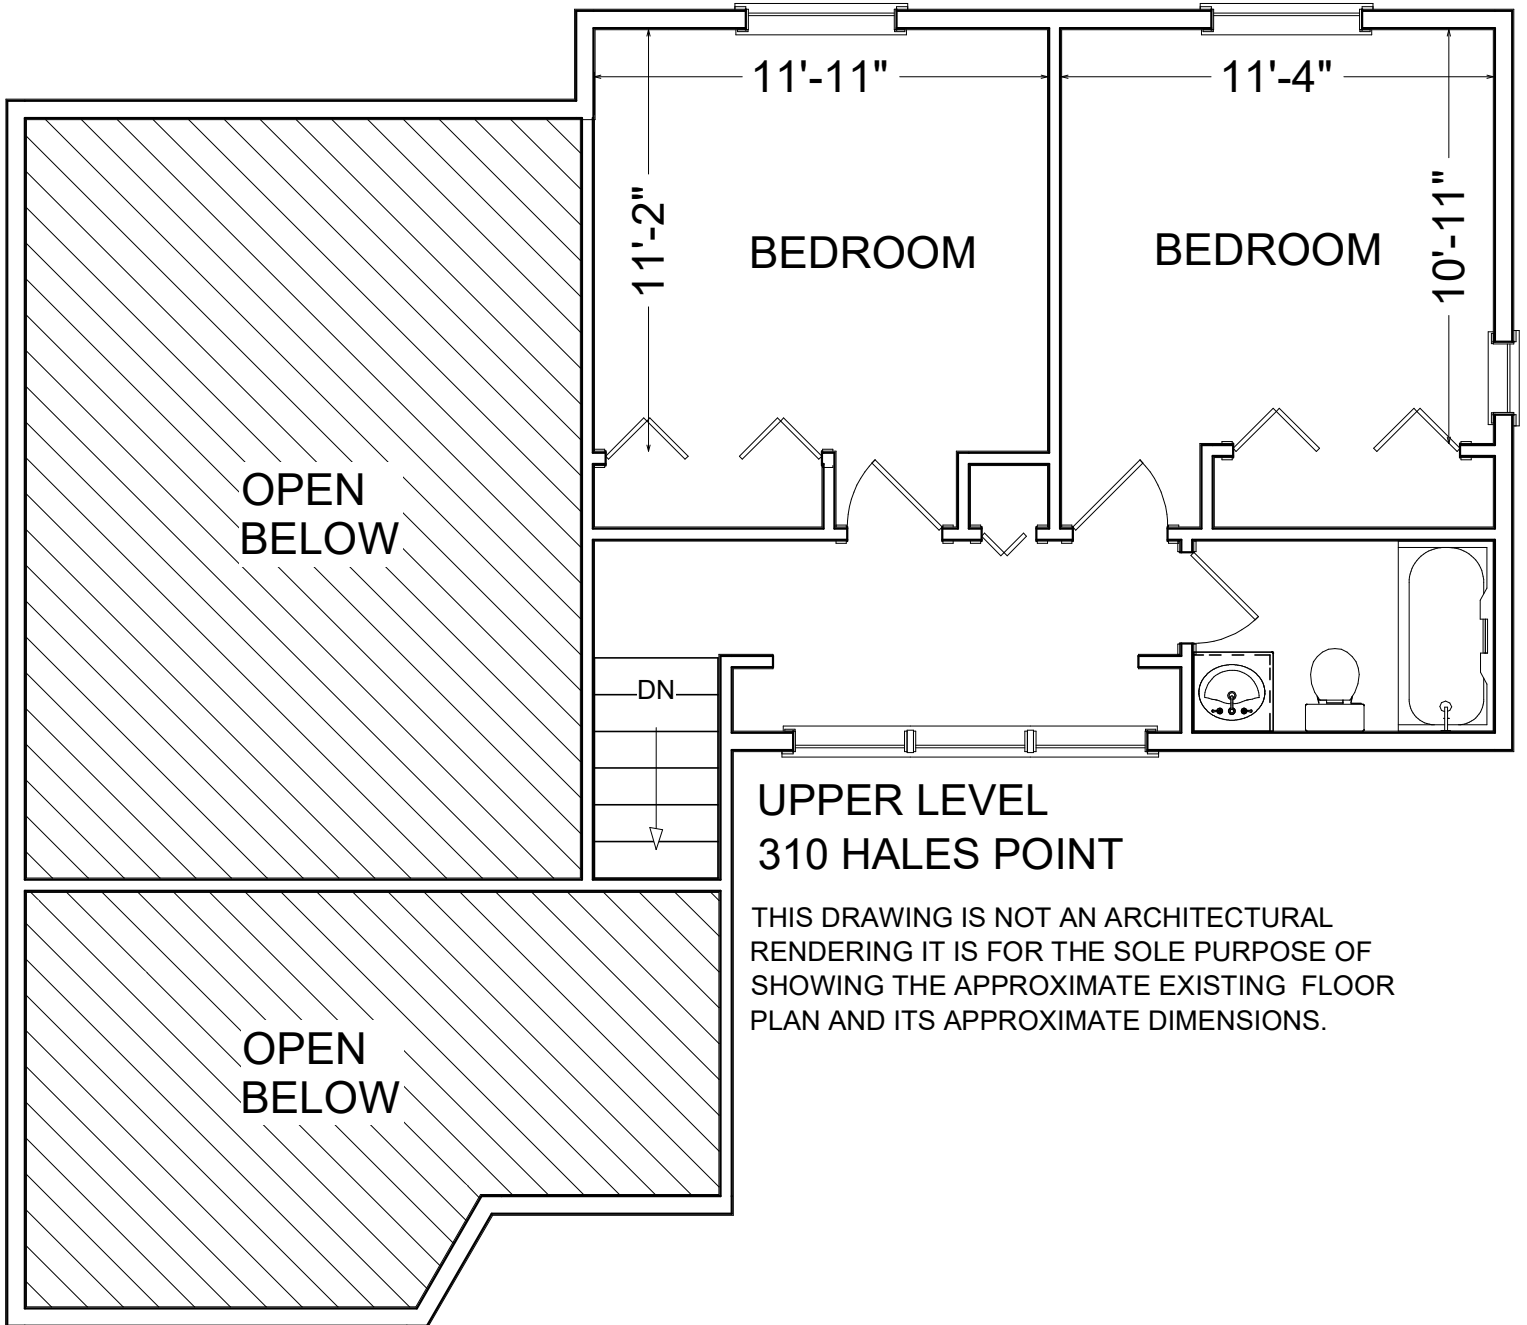 11'-11"
11'-4"
11'-2"
10'-11"
BEDROOM
BEDROOM
OPEN
BELOW
DN
UPPER LEVEL
310 HALES POINT
THIS DRAWING IS NOT AN ARCHITECTURAL
RENDERING IT IS FOR THE SOLE PURPOSE OF
SHOWING THE APPROXIMATE EXISTING  FLOOR
PLAN AND ITS APPROXIMATE DIMENSIONS.
OPEN
BELOW